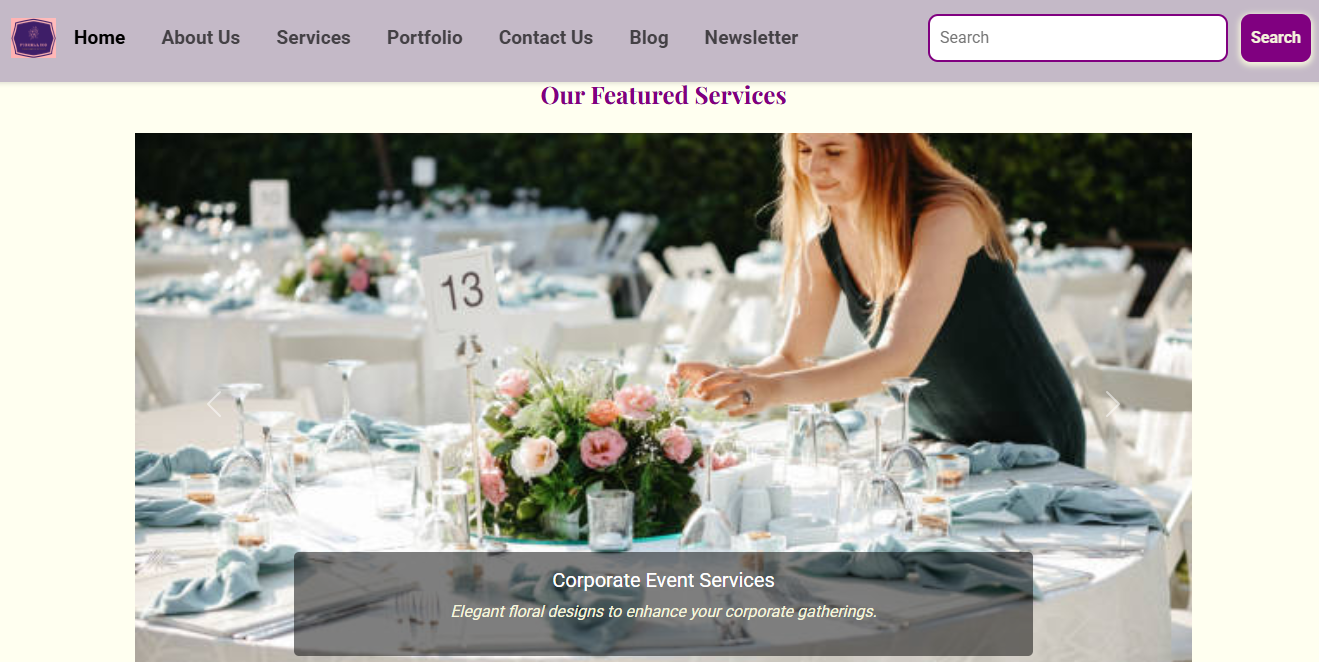 Home About Us Services Portfolio Contact Us Blog Newsletter Search Search
Our Featured Services
13
Corporate Event Services
Elegant floral designs to enhance your corporate gatherings.